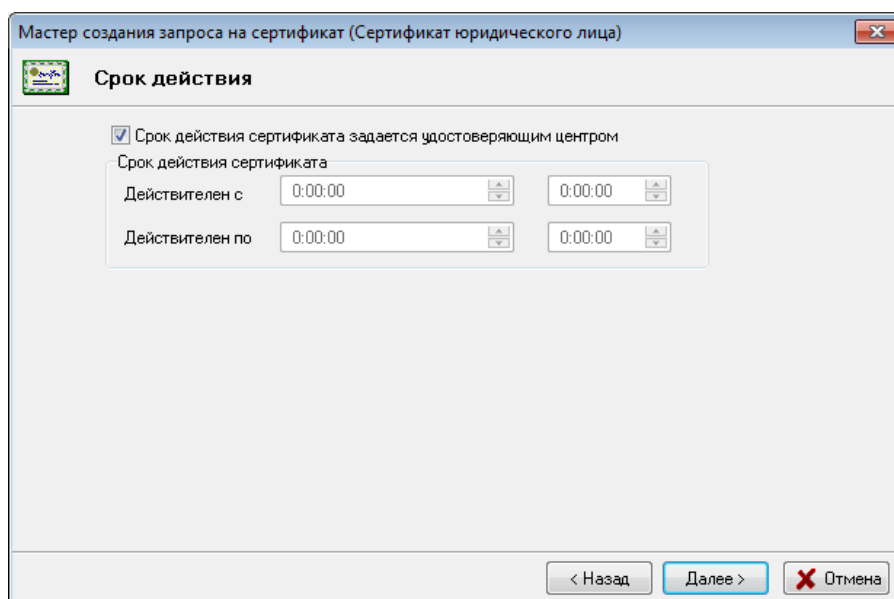 Мастер создания запроса на сертификат (Сертификат юридического лица)
Срок действия
Срок действия сертификата задается удостоверяющим центром
Срок действия сертификата
Действителен с 0:00:00 0:00:00
Действителен по 0:00:00 0:00:00
< Назад Далее > Отмена